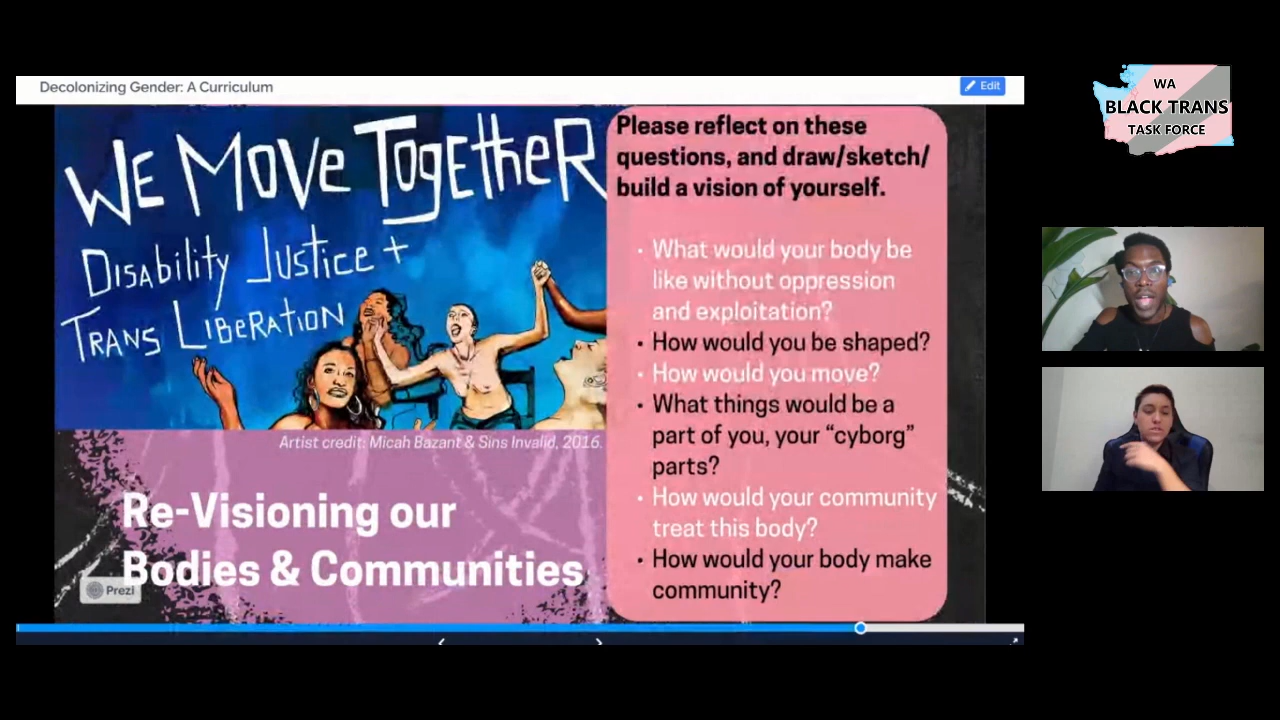 Decolonizing Gender: A Curriculum
Edit
WE MOVE TOGETHER
DISABILITY JUSTICE +
TRANS LIBERATION
Artist credit: Micah Bazant & Sins Invalid, 2016.
Re-Visioning our
Bodies & Communities
Prezi
Please reflect on these
questions, and draw/sketch/
build a vision of yourself.
• What would your body be
like without oppression
and exploitation?
• How would you be shaped?
• How would you move?
• What things would be a
part of you, your “cyborg”
parts?
• How would your community
treat this body?
• How would your body make
community?
WA
BLACK TRANS
TASK FORCE